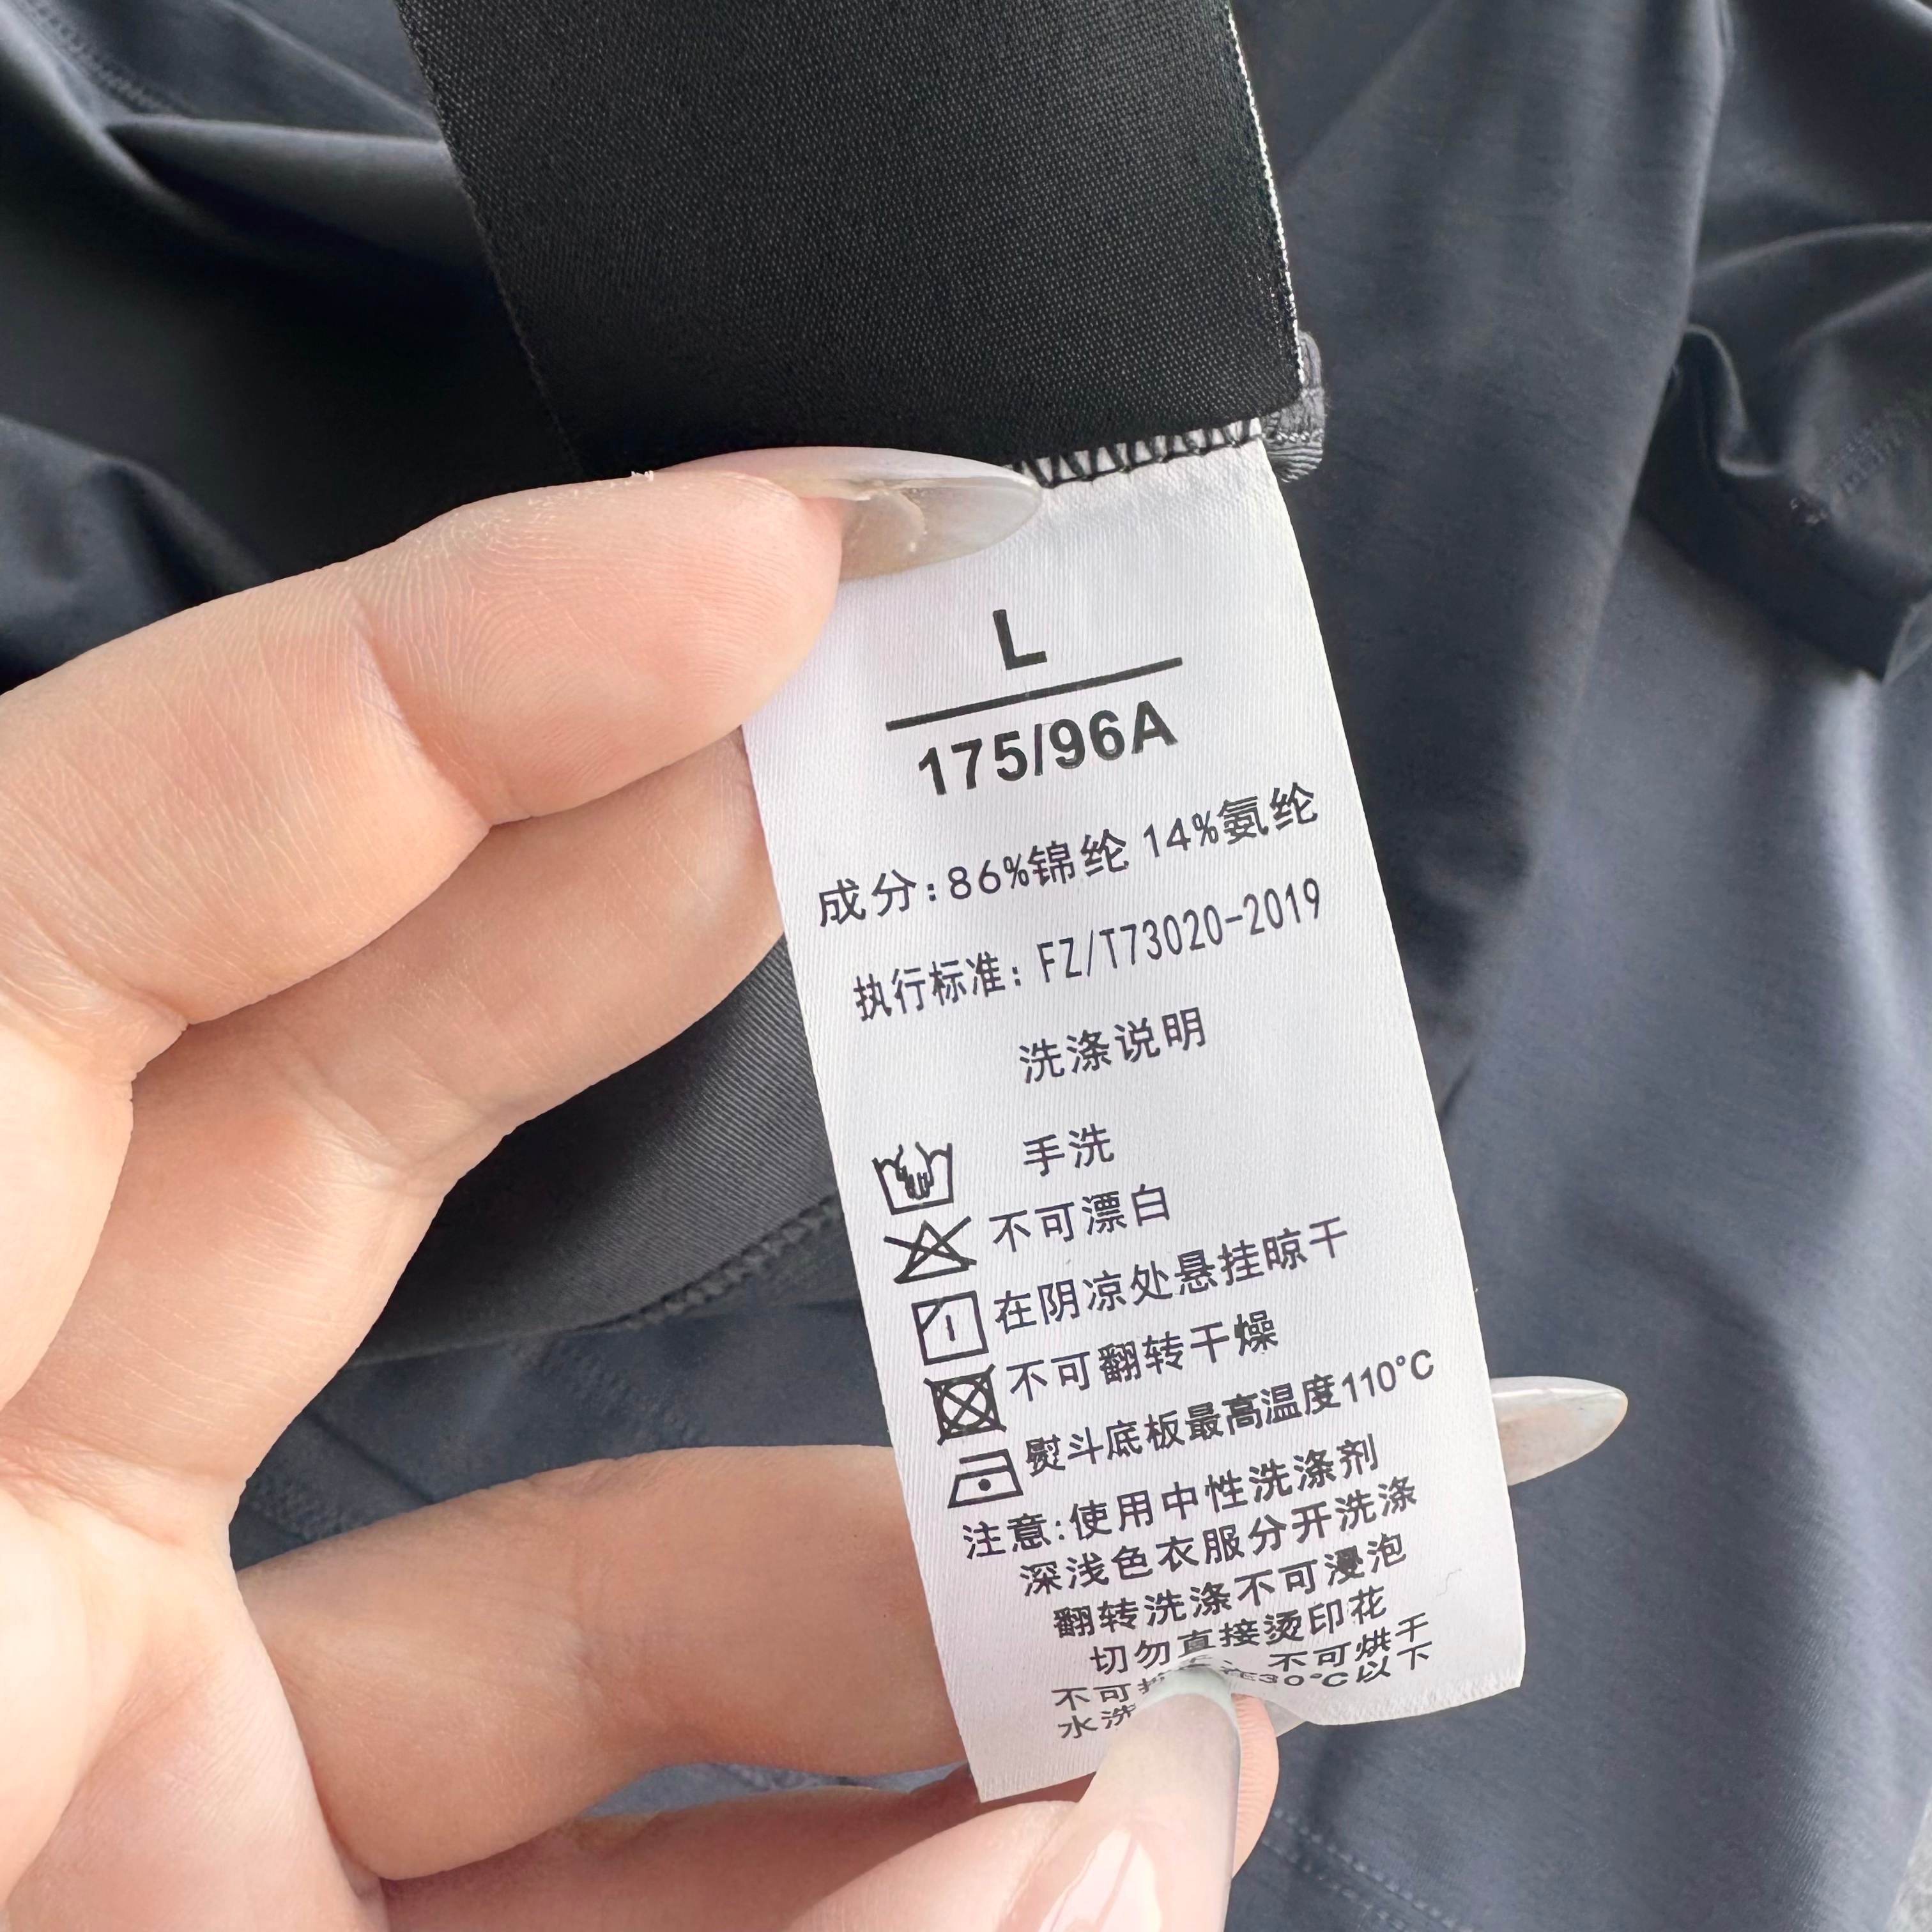 L
175/96A
成分:86%锦纶 14%氨纶
执行标准: FZ/T73020-2019
洗涤说明
手洗
不可漂白
在阴凉处悬挂晾干
不可翻转干燥
熨斗底板最高温度110°C
注意:使用中性洗涤剂
深浅色衣服分开洗涤
翻转洗涤不可浸泡
切勿直接烫印花
不可 不可烘干
水洗 30°C以下